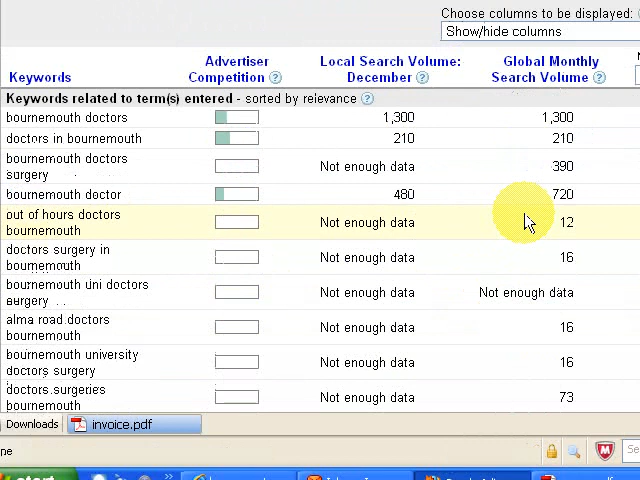 Choose columns to be displayed:
Show/hide columns
Keywords
Advertiser Competition
Local Search Volume: December
Global Monthly Search Volume
Keywords related to term(s) entered - sorted by relevance
bournemouth doctors 1,300 1,300
doctors in bournemouth 210 210
bournemouth doctors
surgery Not enough data 390
bournemouth doctor 480 720
out of hours doctors
bournemouth Not enough data 12
doctors surgery in
bournemouth Not enough data 16
bournemouth uni doctors
surgery Not enough data Not enough data
alma road doctors
bournemouth Not enough data 16
bournemouth university
doctors surgery Not enough data 16
doctors surgeries
bournemouth Not enough data 73
Downloads invoice.pdf
ne
start